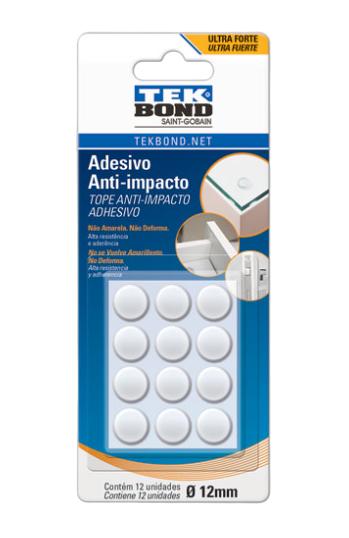 ULTRA FORTE
ULTRA FUERTE
TEK
BOND
SAINT-GOBAIN
TEKBOND.NET
Adesivo
Anti-impacto
TOPE ANTI-IMPACTO
ADHESIVO
Não Amarela. Não Deforma.
Alta resistência
e aderência
No se Vuelve Amarillento.
No Deforma.
Alta resistencia
y adherencia
Contém 12 unidades
Contiene 12 unidades
Ø 12mm